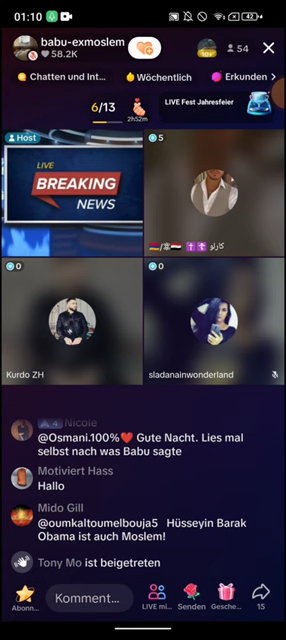 01:10
42
babu-exmoslem
58.2K
10x
54
Chatten und Int...
Wöchentlich
Erkunden
6/13
2h52m
LIVE Fest Jahresfeier
Host
LIVE
BREAKING
NEWS
5
كارلو
0
Kurdo ZH
0
sladanainwonderland
4 Nicole
@Osmani.100%❤️ Gute Nacht. Lies mal
selbst nach was Babu sagte
Motiviert Hass
Hallo
Mido Gill
@oumkaltoumelbouja5 Hüsseyin Barak
Obama ist auch Moslem!
Tony Mo ist beigetreten
Abonn...
Komment...
LIVE mi...
Senden
Gesche...
15